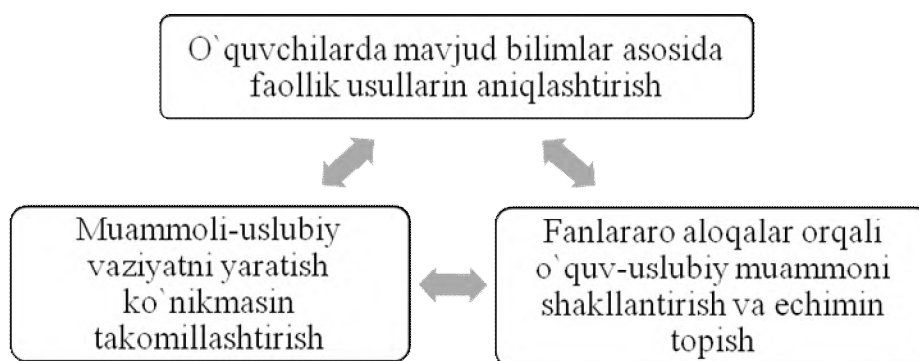 O`quvchilarda mavjud bilimlar asosida
faollik usullarin aniqlashtirish
Muammoli-uslubiy
vaziyatni yaratish
ko`nikmasin
takomillashtirish
Fanlararo aloqalar orqali
o`quv-uslubiy muammoni
shakllantirish va echimin
topish